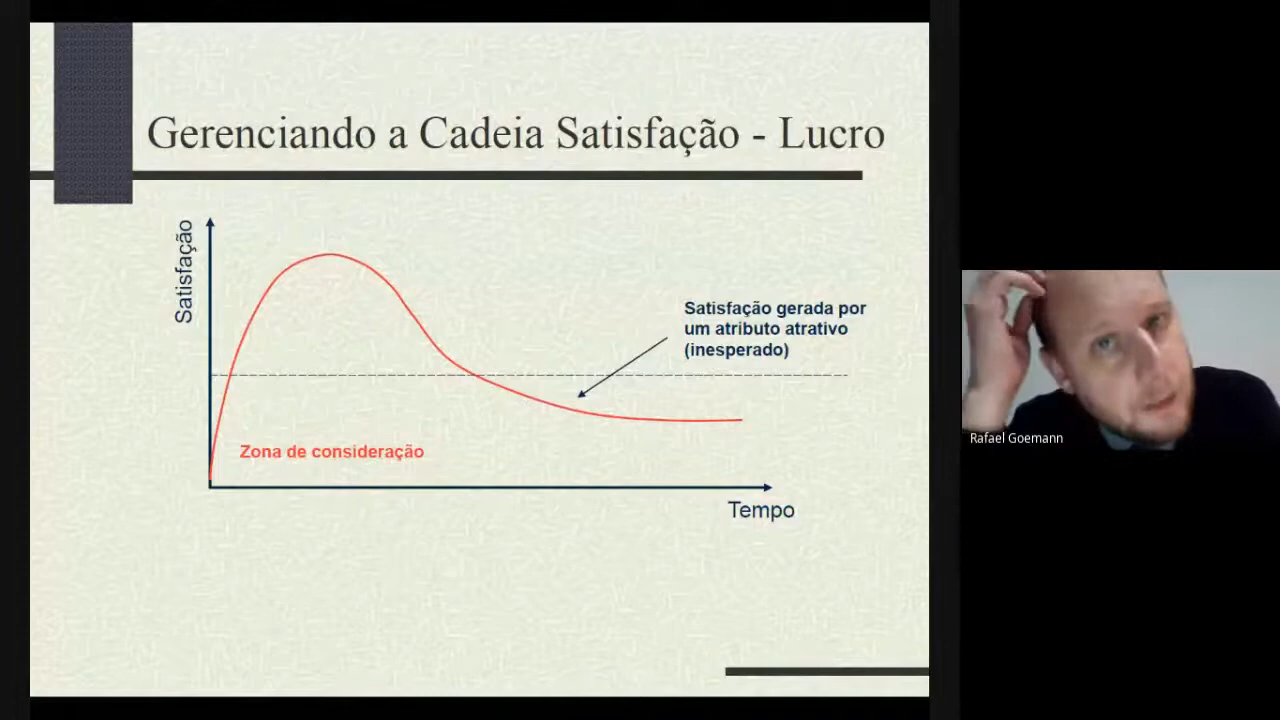 Gerenciando a Cadeia Satisfação - Lucro
Satisfação
Satisfação gerada por
um atributo atrativo
(inesperado)
Zona de consideração
Tempo
Rafael Goemann